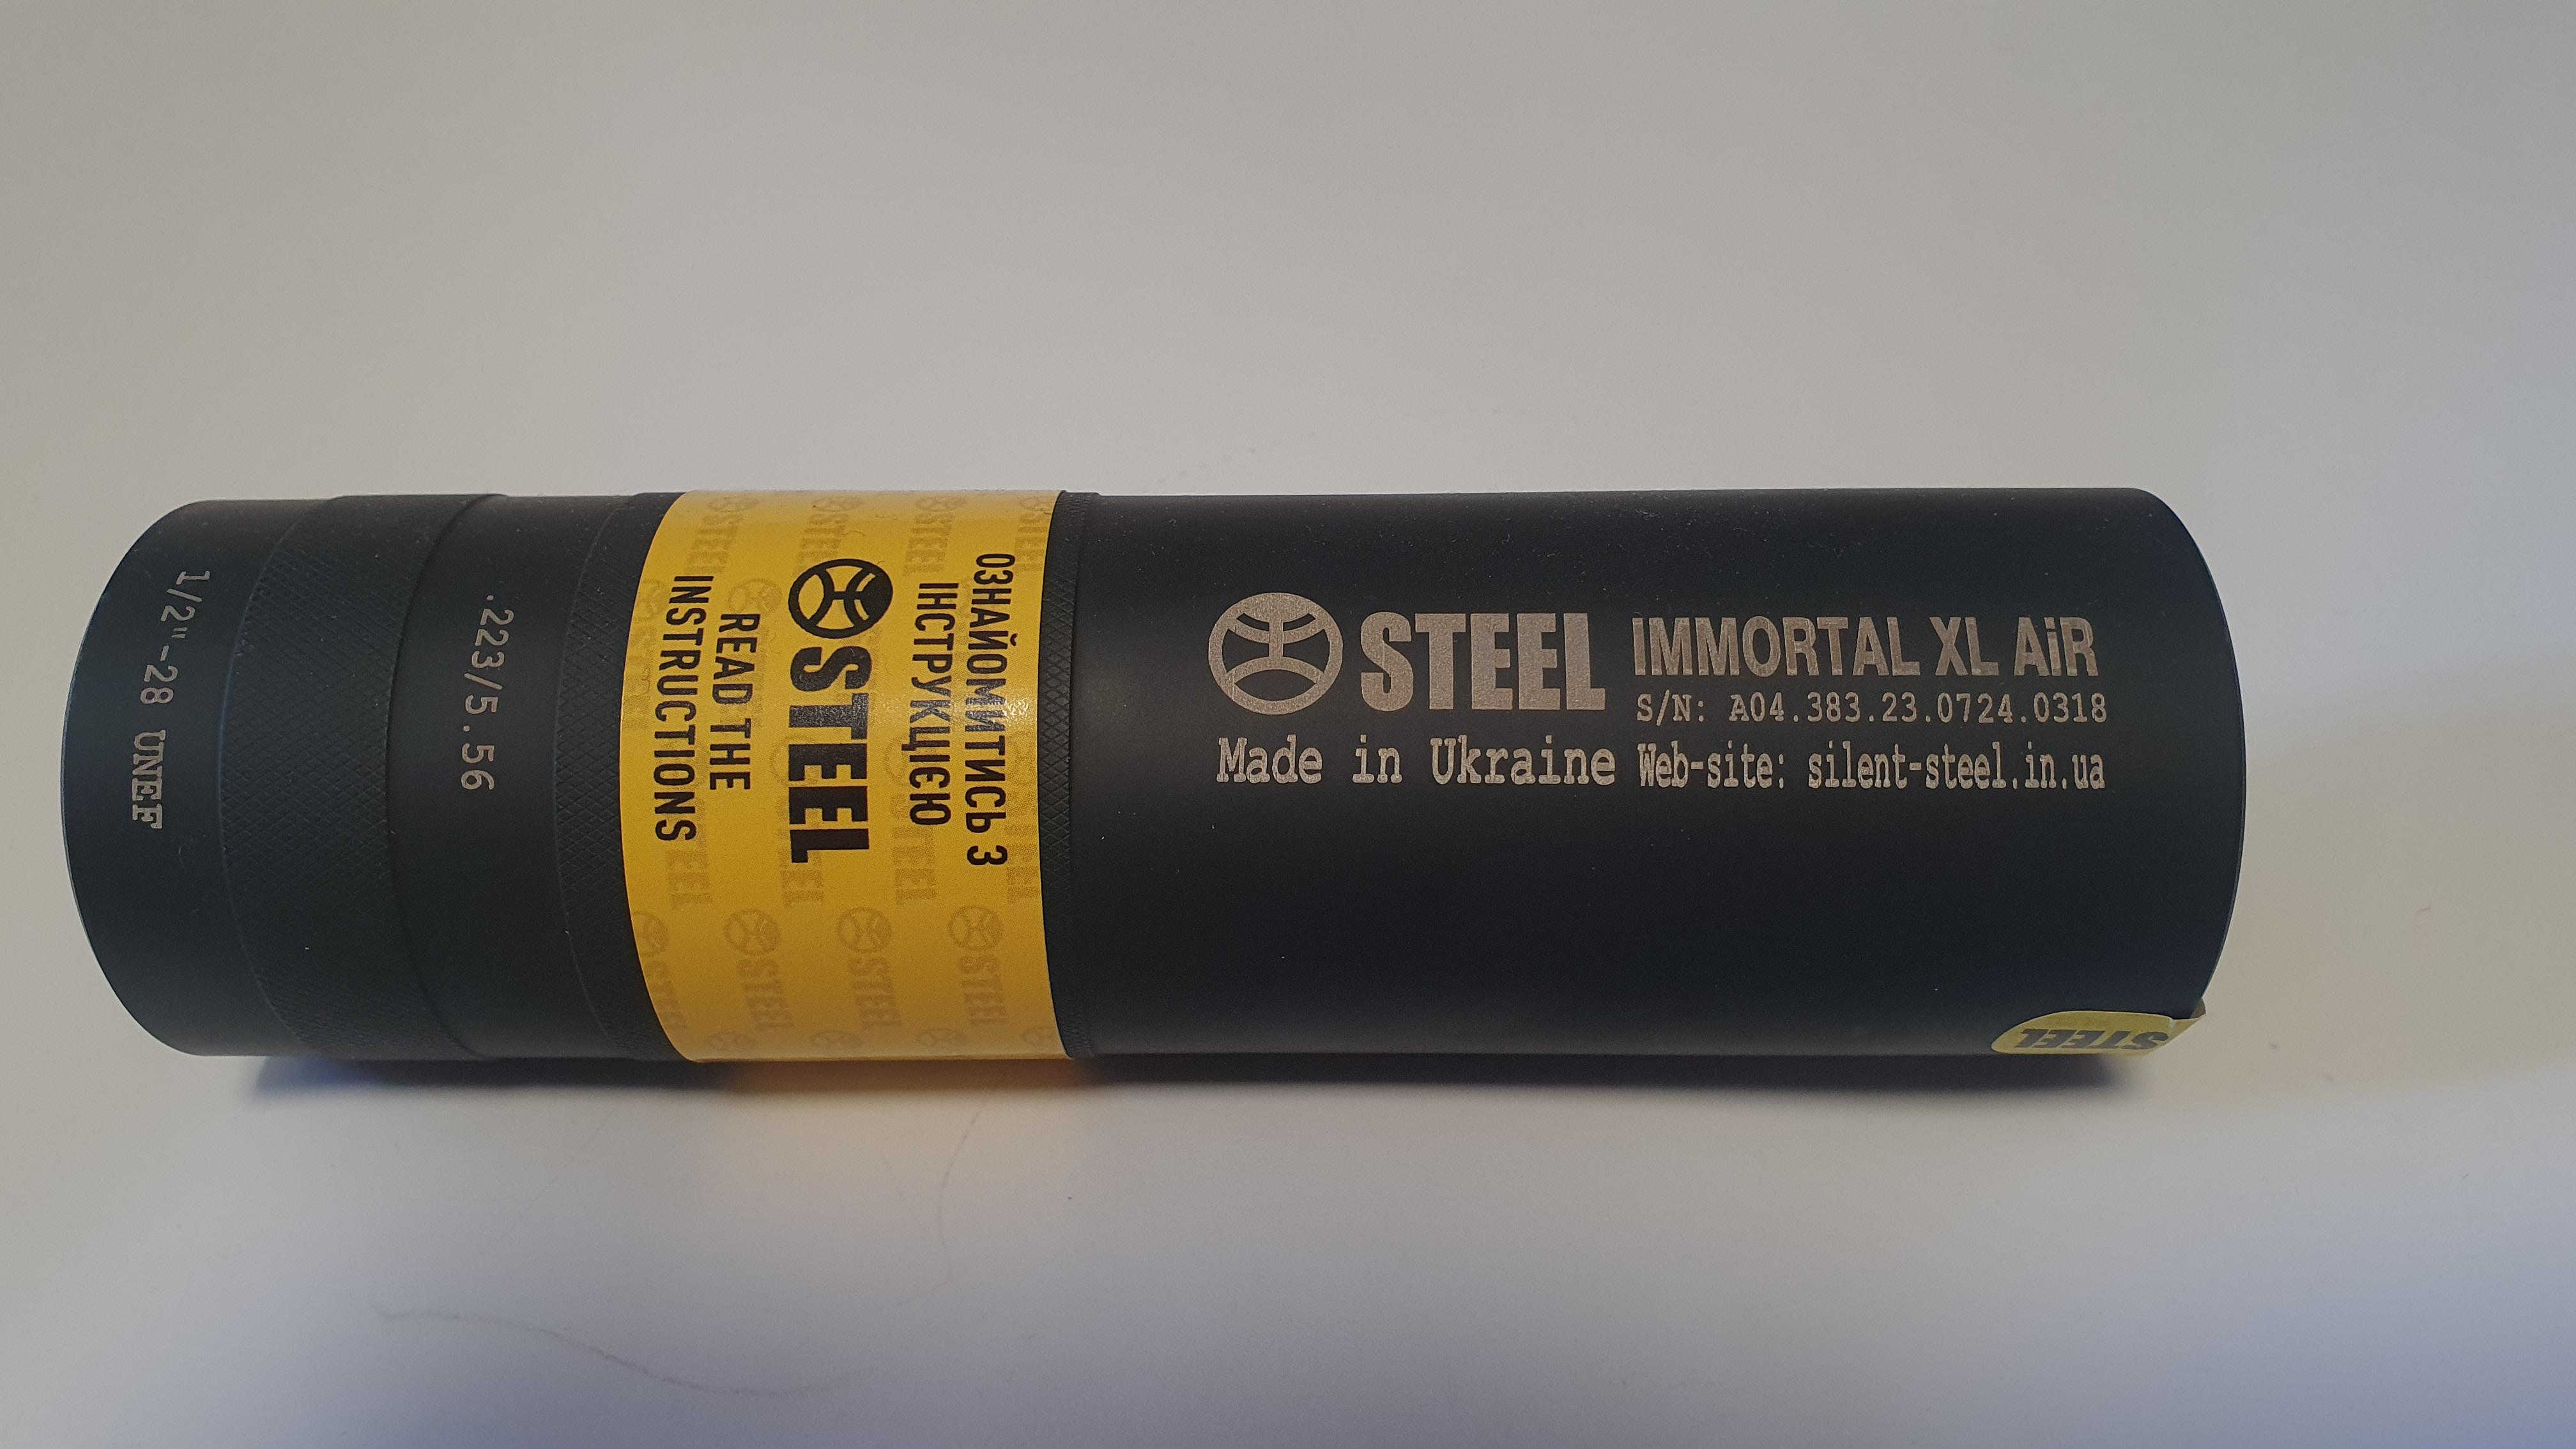 1/2"-28 UNEF
.223/5.56
ОЗНАЙОМИТИСЬ З
ІНСТРУКЦІЄЮ
STEEL
READ THE
INSTRUCTIONS
STEEL
IMMORTAL XL AiR
S/N: A04.383.23.0724.0318
Made in Ukraine
Web-site: silent-steel.in.ua
STEEL